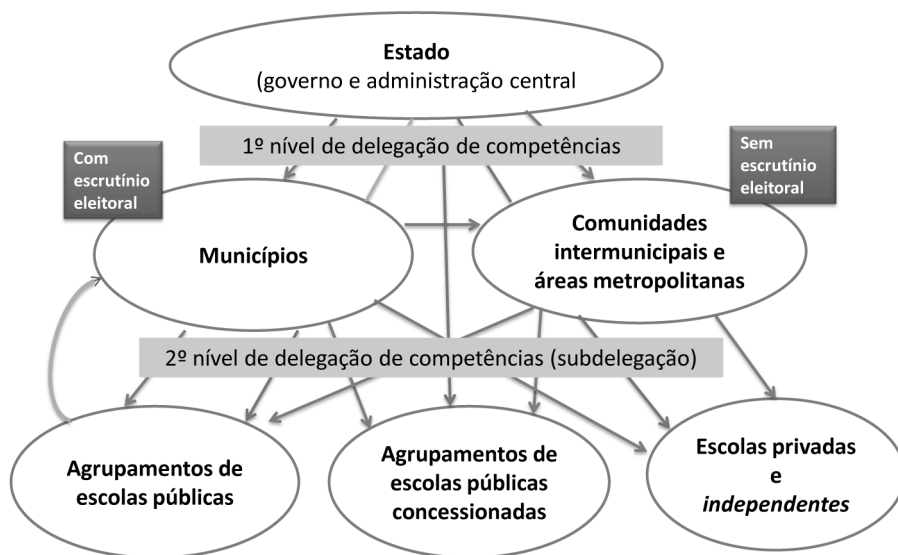 Estado
(governo e administração central
1º nível de delegação de competências
Com
escrutínio
eleitoral
Sem
escrutínio
eleitoral
Municípios
Comunidades
intermunicipais e
áreas metropolitanas
2º nível de delegação de competências (subdelegação)
Agrupamentos de
escolas públicas
Agrupamentos de
escolas públicas
concessionadas
Escolas privadas
e
independentes